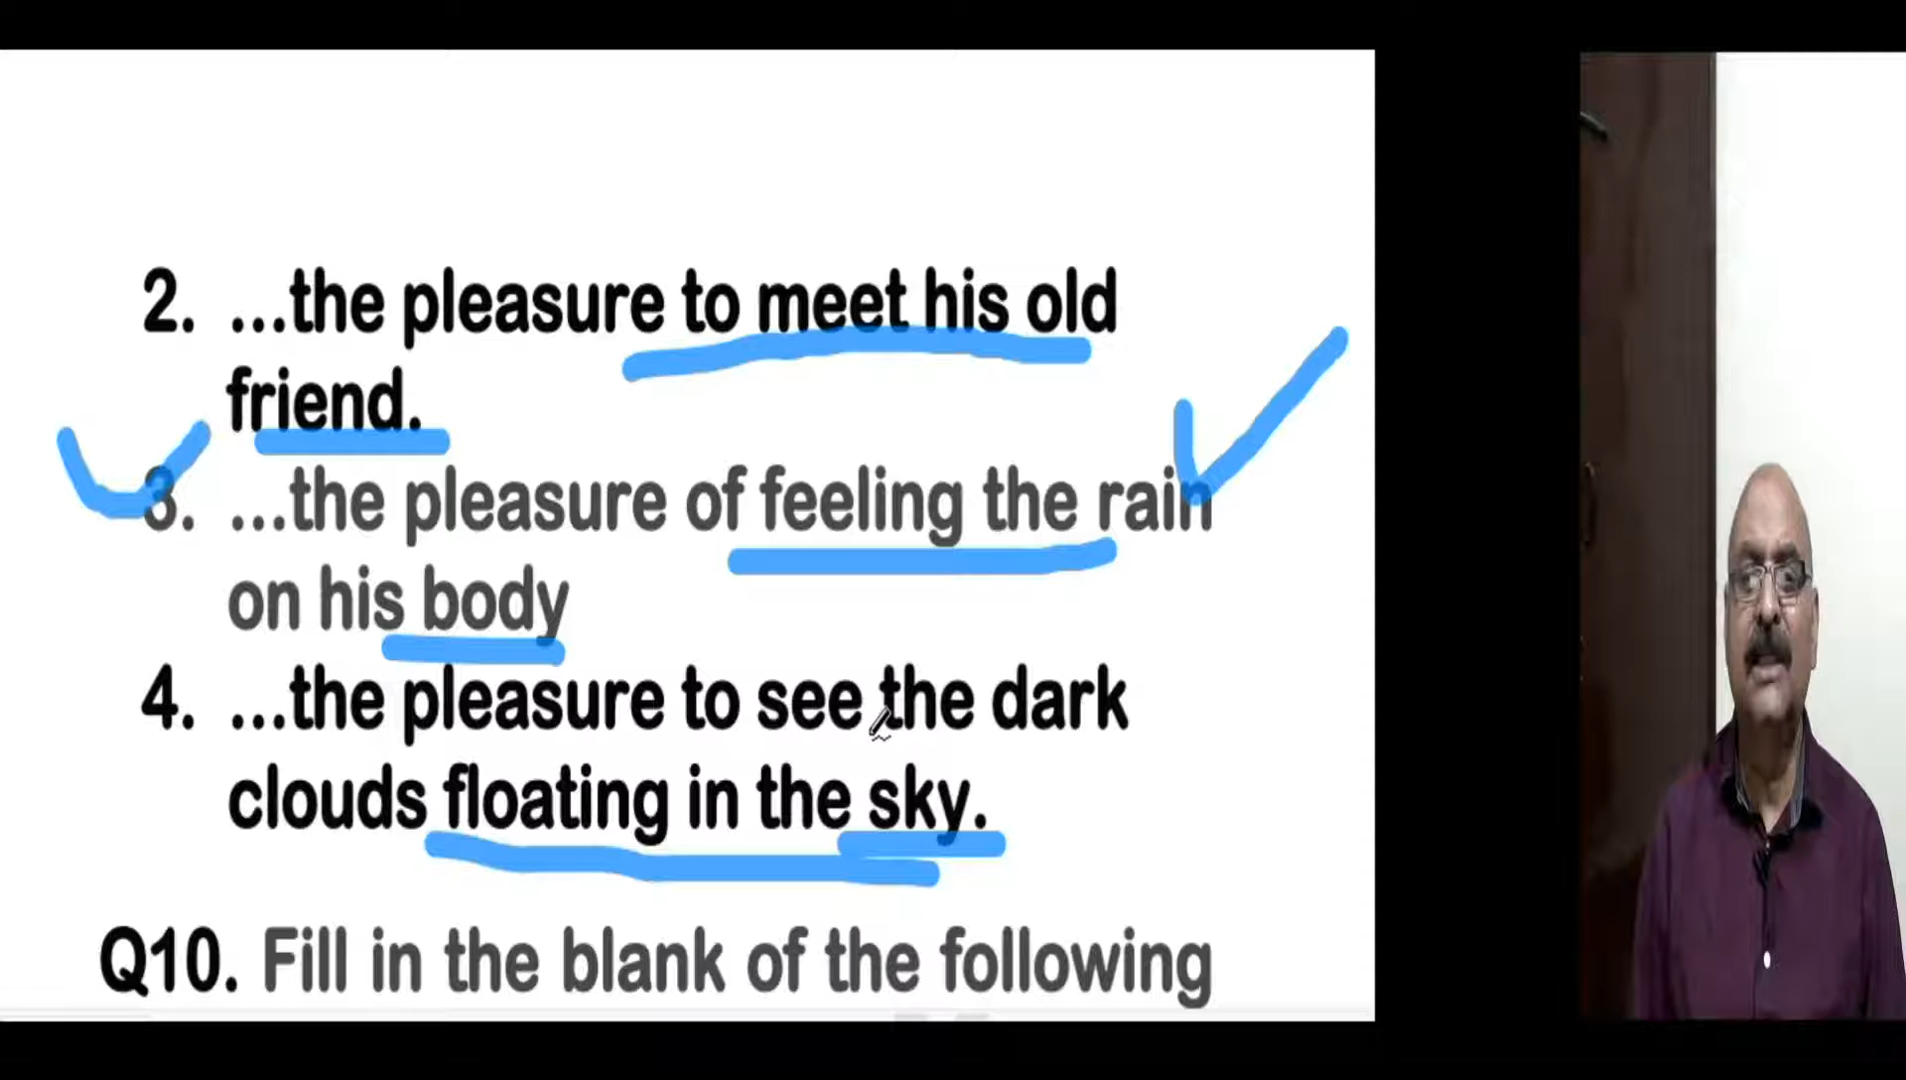 2. ...the pleasure to meet his old
friend.
3. ...the pleasure of feeling the rain
on his body
4. ...the pleasure to see the dark
clouds floating in the sky.
Q10. Fill in the blank of the following